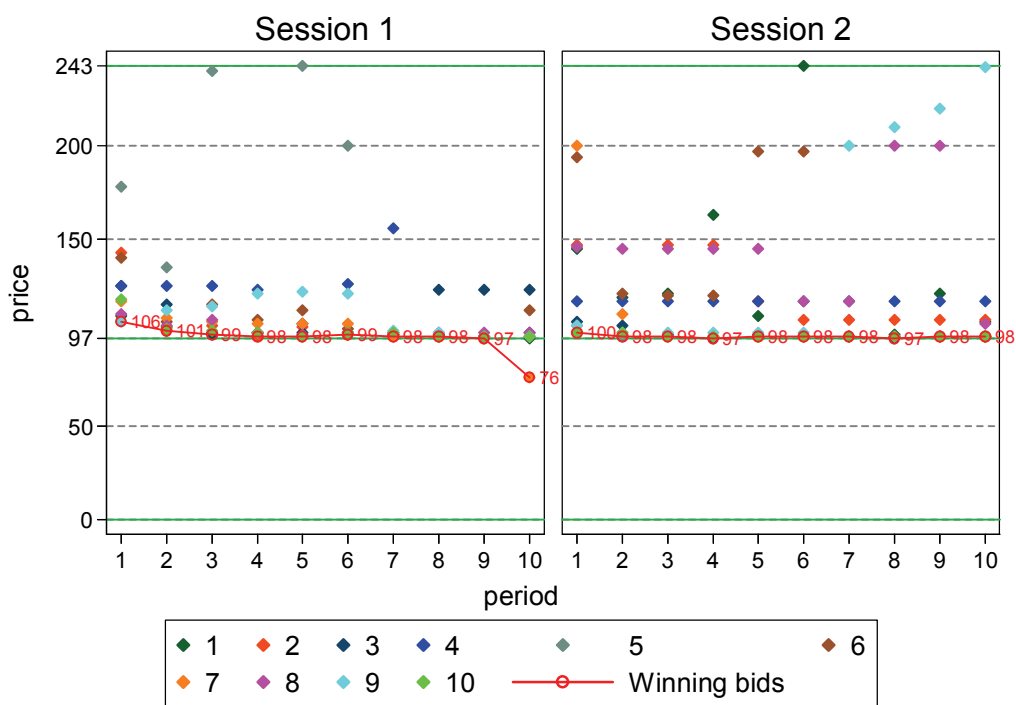 Session 1
Session 2
243
200
150
97
50
0
price
106 101 99 98 98 99 98 98 97 76
100 98 98 97 98 98 98 97 98 98
1 2 3 4 5 6 7 8 9 10
1 2 3 4 5 6 7 8 9 10
period
1 2 3 4 5 6
7 8 9 10 Winning bids